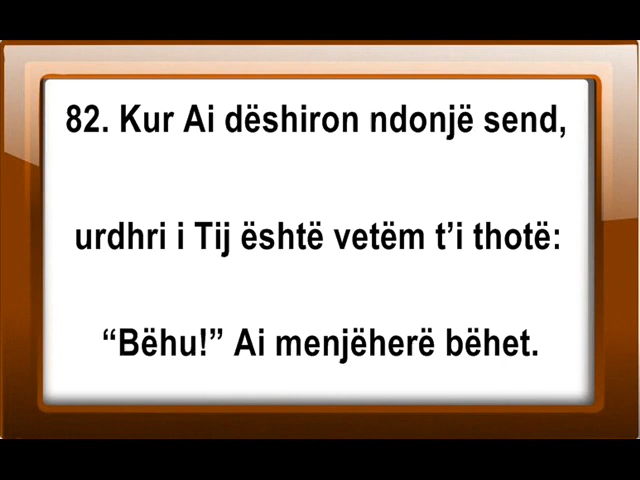 82. Kur Ai dëshiron ndonjë send,
urdhri i Tij është vetëm t’i thotë:
“Bëhu!” Ai menjëherë bëhet.